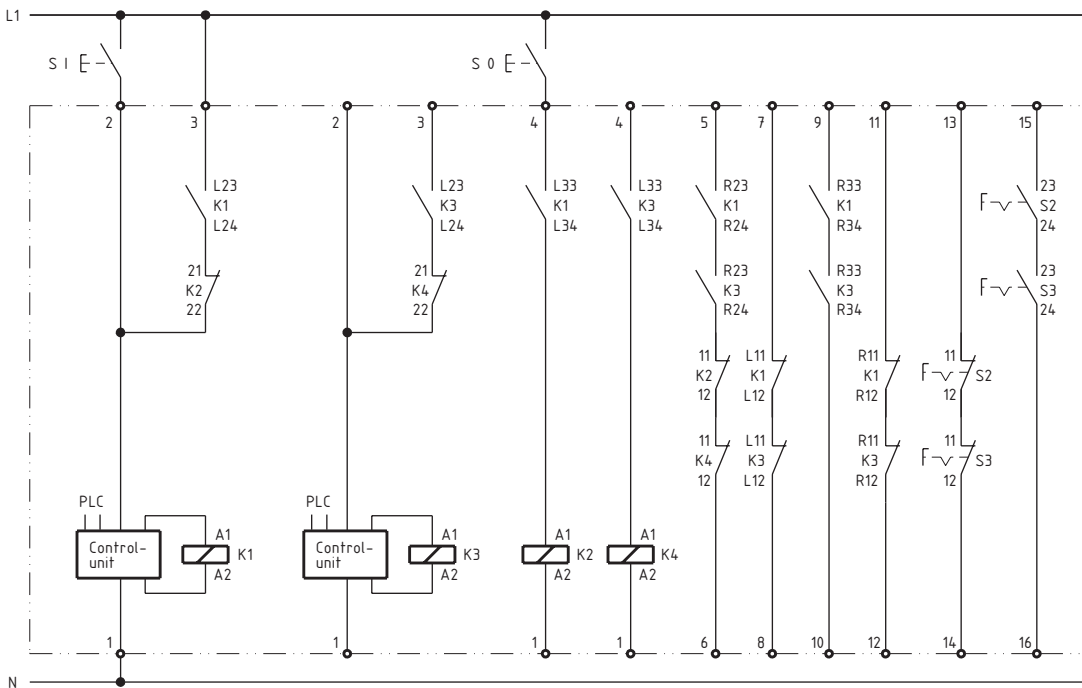 L1
S I
S 0
2
3
2
3
4
4
5
7
9
11
13
15
L23
K1
L24
L23
K3
L24
L33
K1
L34
L33
K3
L34
R23
K1
R24
R33
K1
R34
23
S2
24
21
K2
22
21
K4
22
R23
K3
R24
R33
K3
R34
23
S3
24
11
K2
12
L11
K1
L12
R11
K1
R12
11
S2
12
11
K4
12
L11
K3
L12
R11
K3
R12
11
S3
12
PLC
Control-
unit
A1
K1
A2
PLC
Control-
unit
A1
K3
A2
A1
K2
A2
A1
K4
A2
1
1
1
1
6
8
10
12
14
16
N